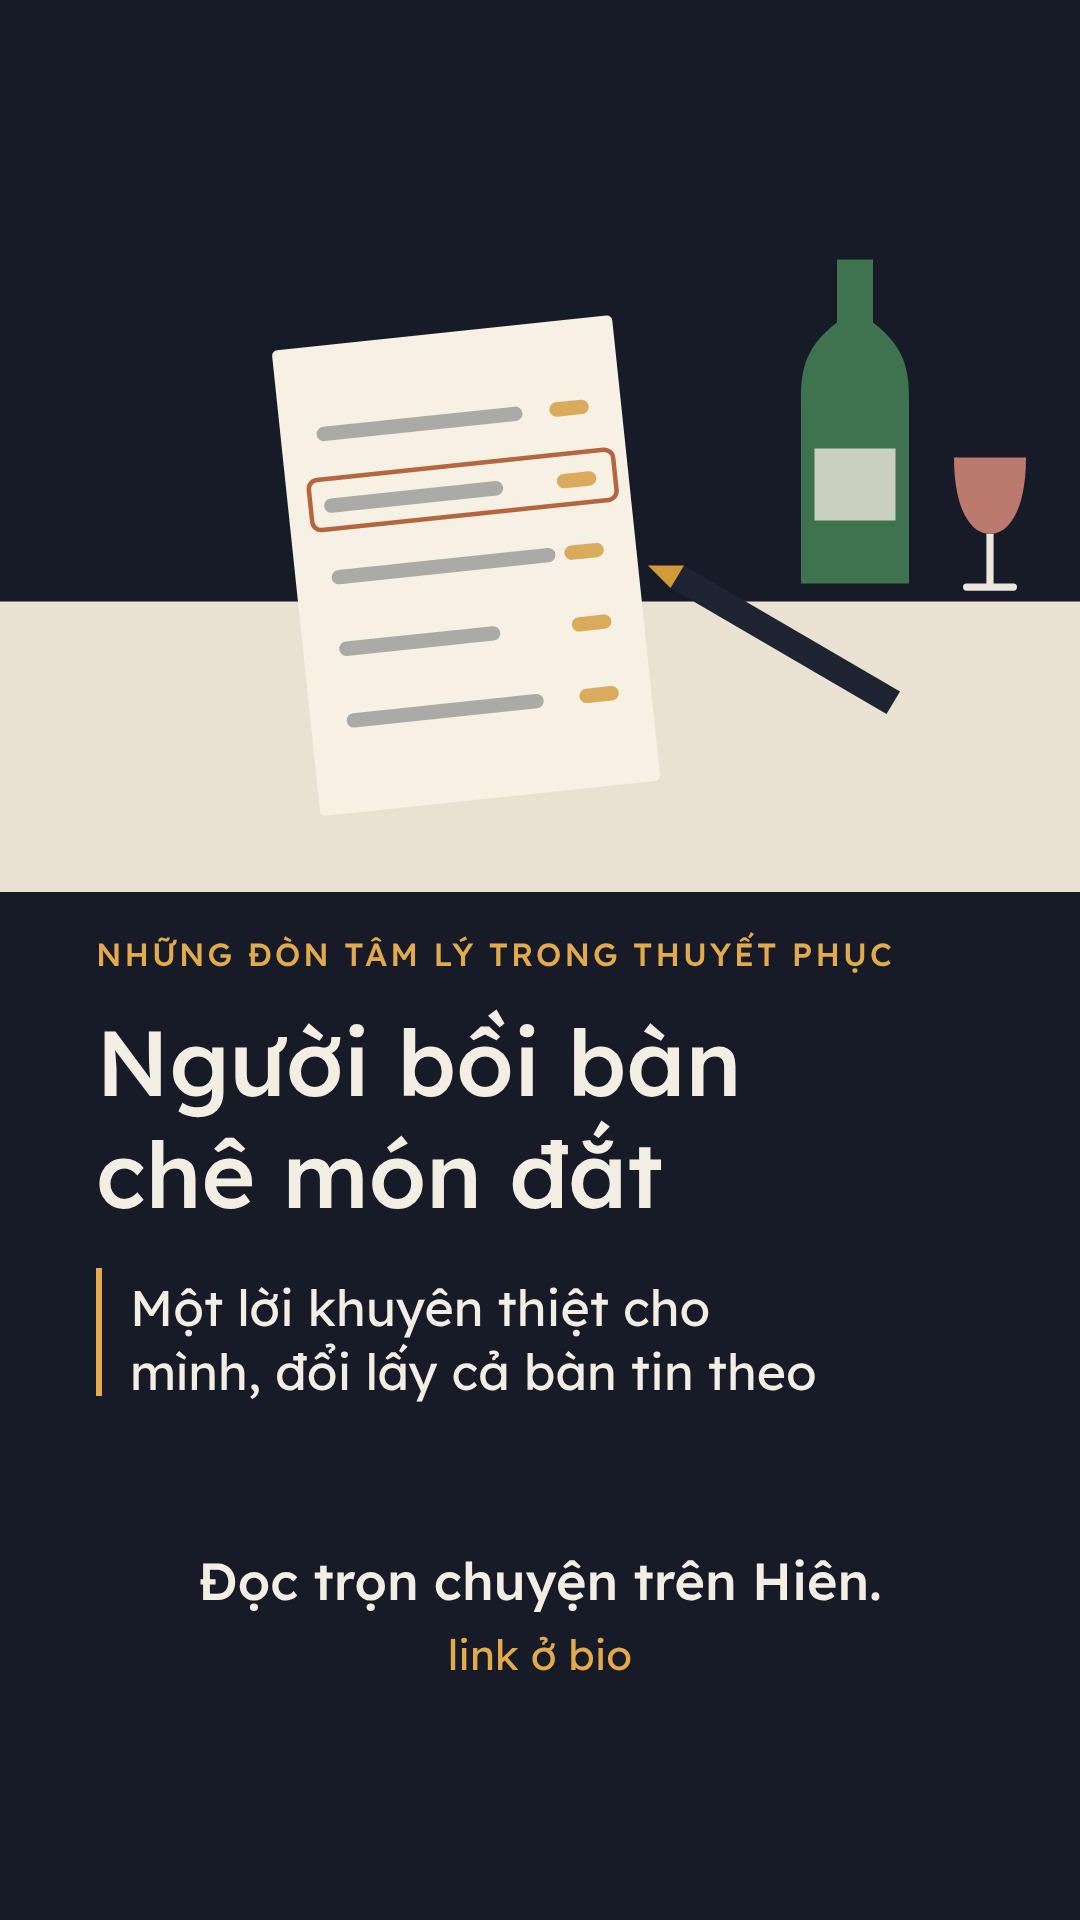 NHỮNG ĐÒN TÂM LÝ TRONG THUYẾT PHỤC
Người bồi bàn
chê món đắt
Một lời khuyên thiệt cho
mình, đổi lấy cả bàn tin theo
Đọc trọn chuyện trên Hiên.
link ở bio